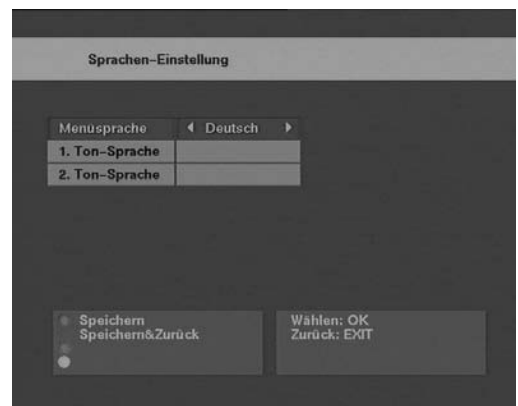 Sprachen-Einstellung
Menüsprache ◀ Deutsch ▶
1. Ton-Sprache
2. Ton-Sprache
Speichern
Speichern&Zurück
Wählen: OK
Zurück: EXIT